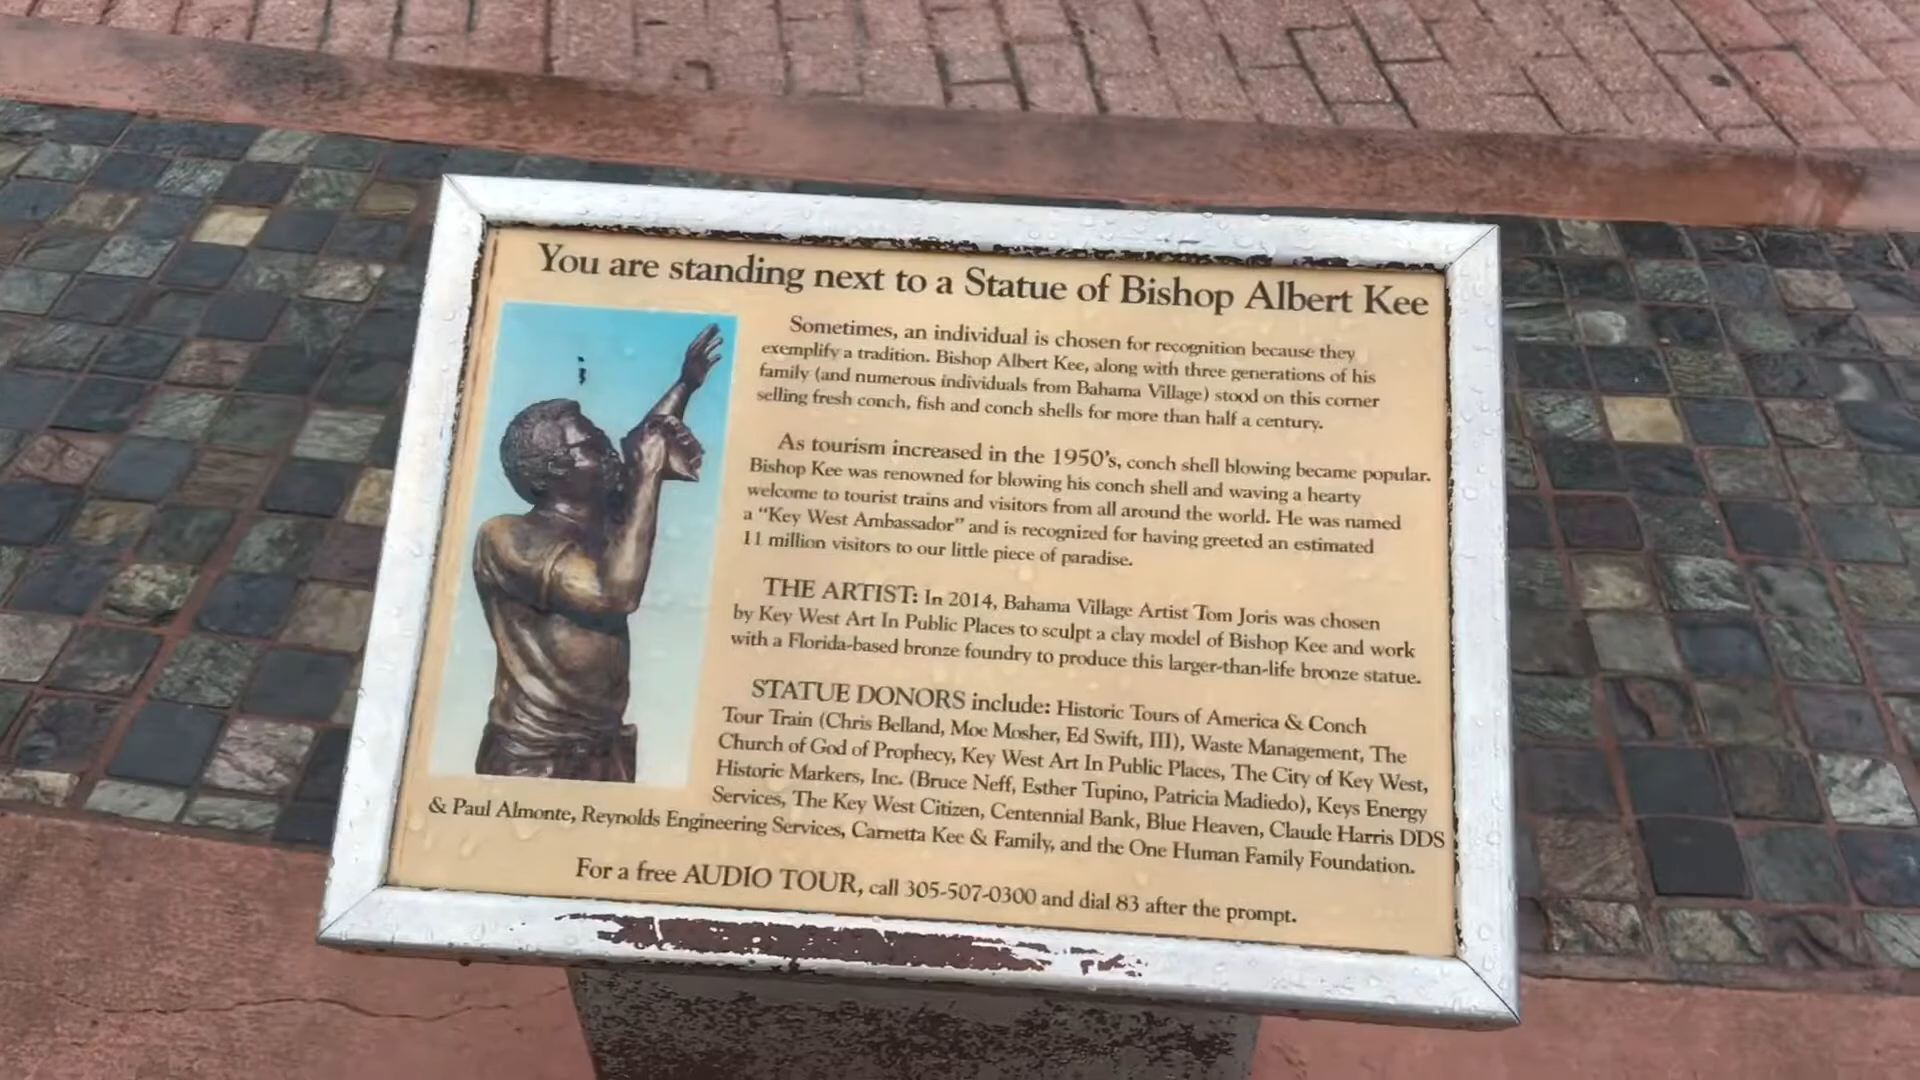 You are standing next to a Statue of Bishop Albert Kee
Sometimes, an individual is chosen for recognition because they
exemplify a tradition. Bishop Albert Kee, along with three generations of his
family (and numerous individuals from Bahama Village) stood on this corner
selling fresh conch, fish and conch shells for more than half a century.
As tourism increased in the 1950's, conch shell blowing became popular.
Bishop Kee was renowned for blowing his conch shell and waving a hearty
welcome to tourist trains and visitors from all around the world. He was named
a "Key West Ambassador" and is recognized for having greeted an estimated
11 million visitors to our little piece of paradise.
THE ARTIST: In 2014, Bahama Village Artist Tom Joris was chosen
by Key West Art In Public Places to sculpt a clay model of Bishop Kee and work
with a Florida-based bronze foundry to produce this larger-than-life bronze statue.
STATUE DONORS include: Historic Tours of America & Conch
Tour Train (Chris Belland, Moe Mosher, Ed Swift, III), Waste Management, The
Church of God of Prophecy, Key West Art In Public Places, The City of Key West,
Historic Markers, Inc. (Bruce Neff, Esther Tupino, Patricia Madiedo), Keys Energy
Services, The Key West Citizen, Centennial Bank, Blue Heaven, Claude Harris DDS
& Paul Almonte, Reynolds Engineering Services, Carnetta Kee & Family, and the One Human Family Foundation.
For a free AUDIO TOUR, call 305-507-0300 and dial 83 after the prompt.